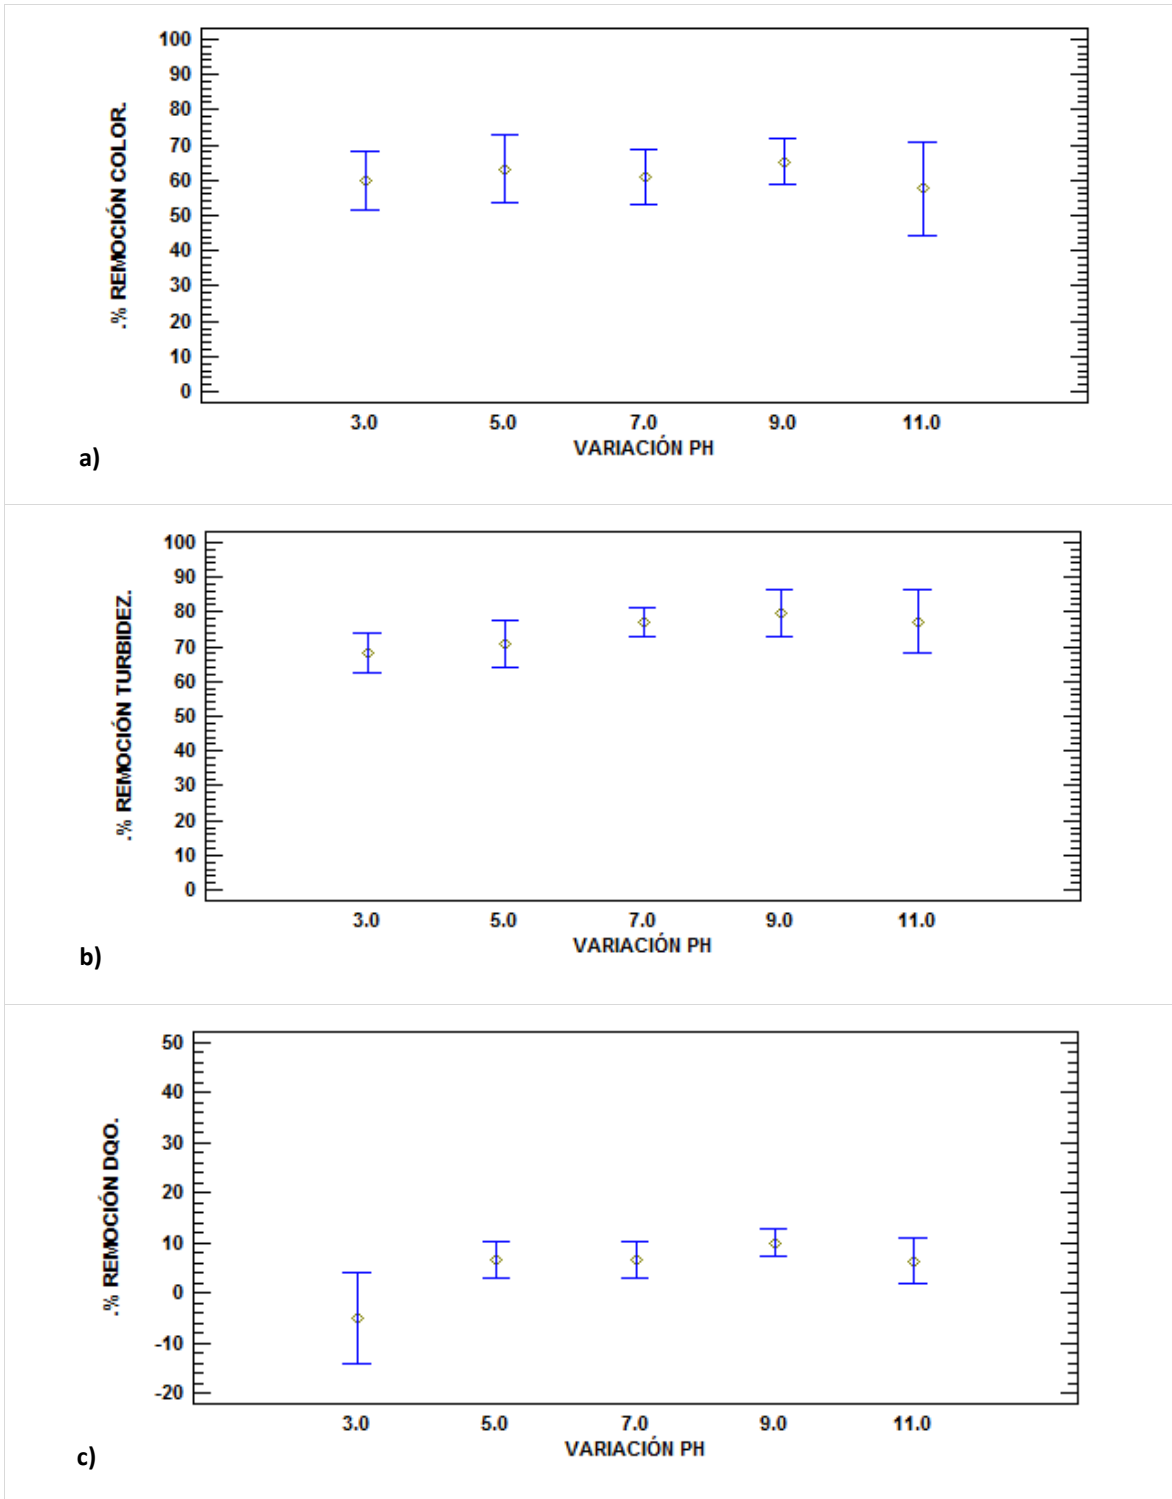 100
90
80
70
60
50
40
30
20
10
0
.% REMOCIÓN COLOR.
3.0 5.0 7.0 9.0 11.0
VARIACIÓN PH
a)
100
90
80
70
60
50
40
30
20
10
0
.% REMOCIÓN TURBIDEZ.
3.0 5.0 7.0 9.0 11.0
VARIACIÓN PH
b)
50
40
30
20
10
0
-10
-20
.% REMOCIÓN DQO.
3.0 5.0 7.0 9.0 11.0
VARIACIÓN PH
c)